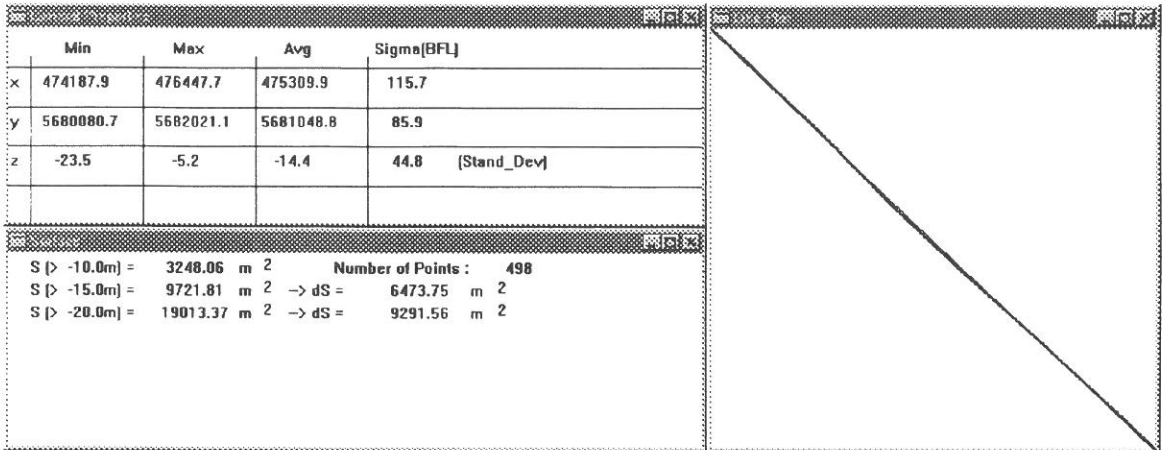 Min Max Avg Sigma(BFL)
x 474187.9 476447.7 475309.9 115.7
y 5680080.7 5682021.1 5681048.8 85.9
z -23.5 -5.2 -14.4 44.8 (Stand_Dev)
S (> -10.0m) = 3248.06 m 2 Number of Points : 498
S (> -15.0m) = 9721.81 m 2 -> dS = 6473.75 m 2
S (> -20.0m) = 19013.37 m 2 -> dS = 9291.56 m 2